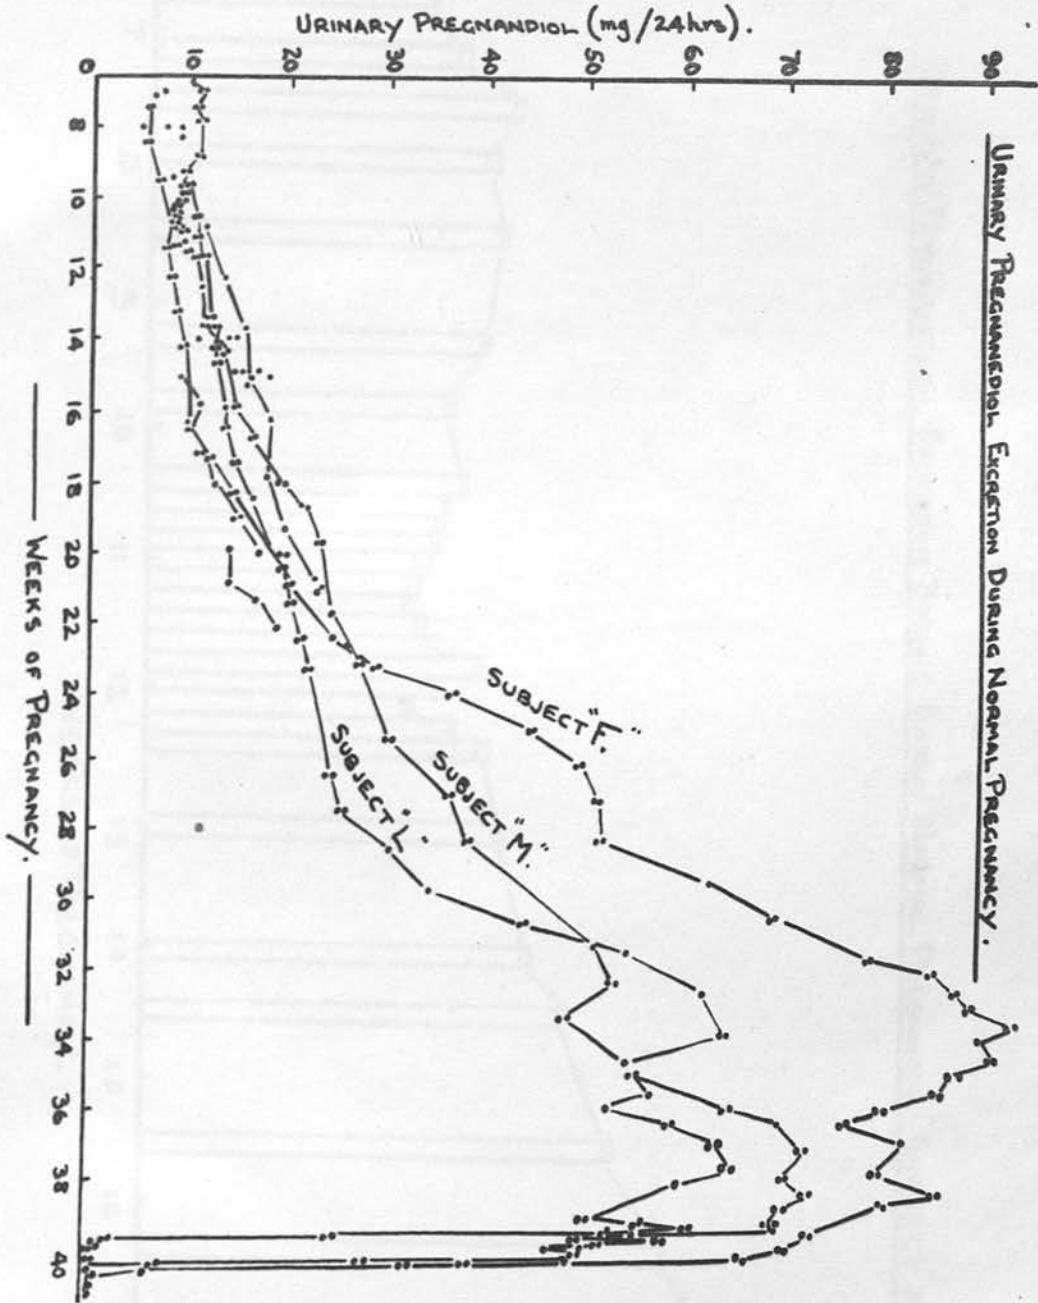 URINARY PREGNANEDIOL EXCRETION DURING NORMAL PREGNANCY.
URINARY PREGNANDIOL (mg/24hrs).
90
80
70
60
50
40
30
20
10
0
SUBJECT "F."
SUBJECT "M."
SUBJECT "L."
8 10 12 14 16 18 20 22 24 26 28 30 32 34 36 38 40
WEEKS OF PREGNANCY.